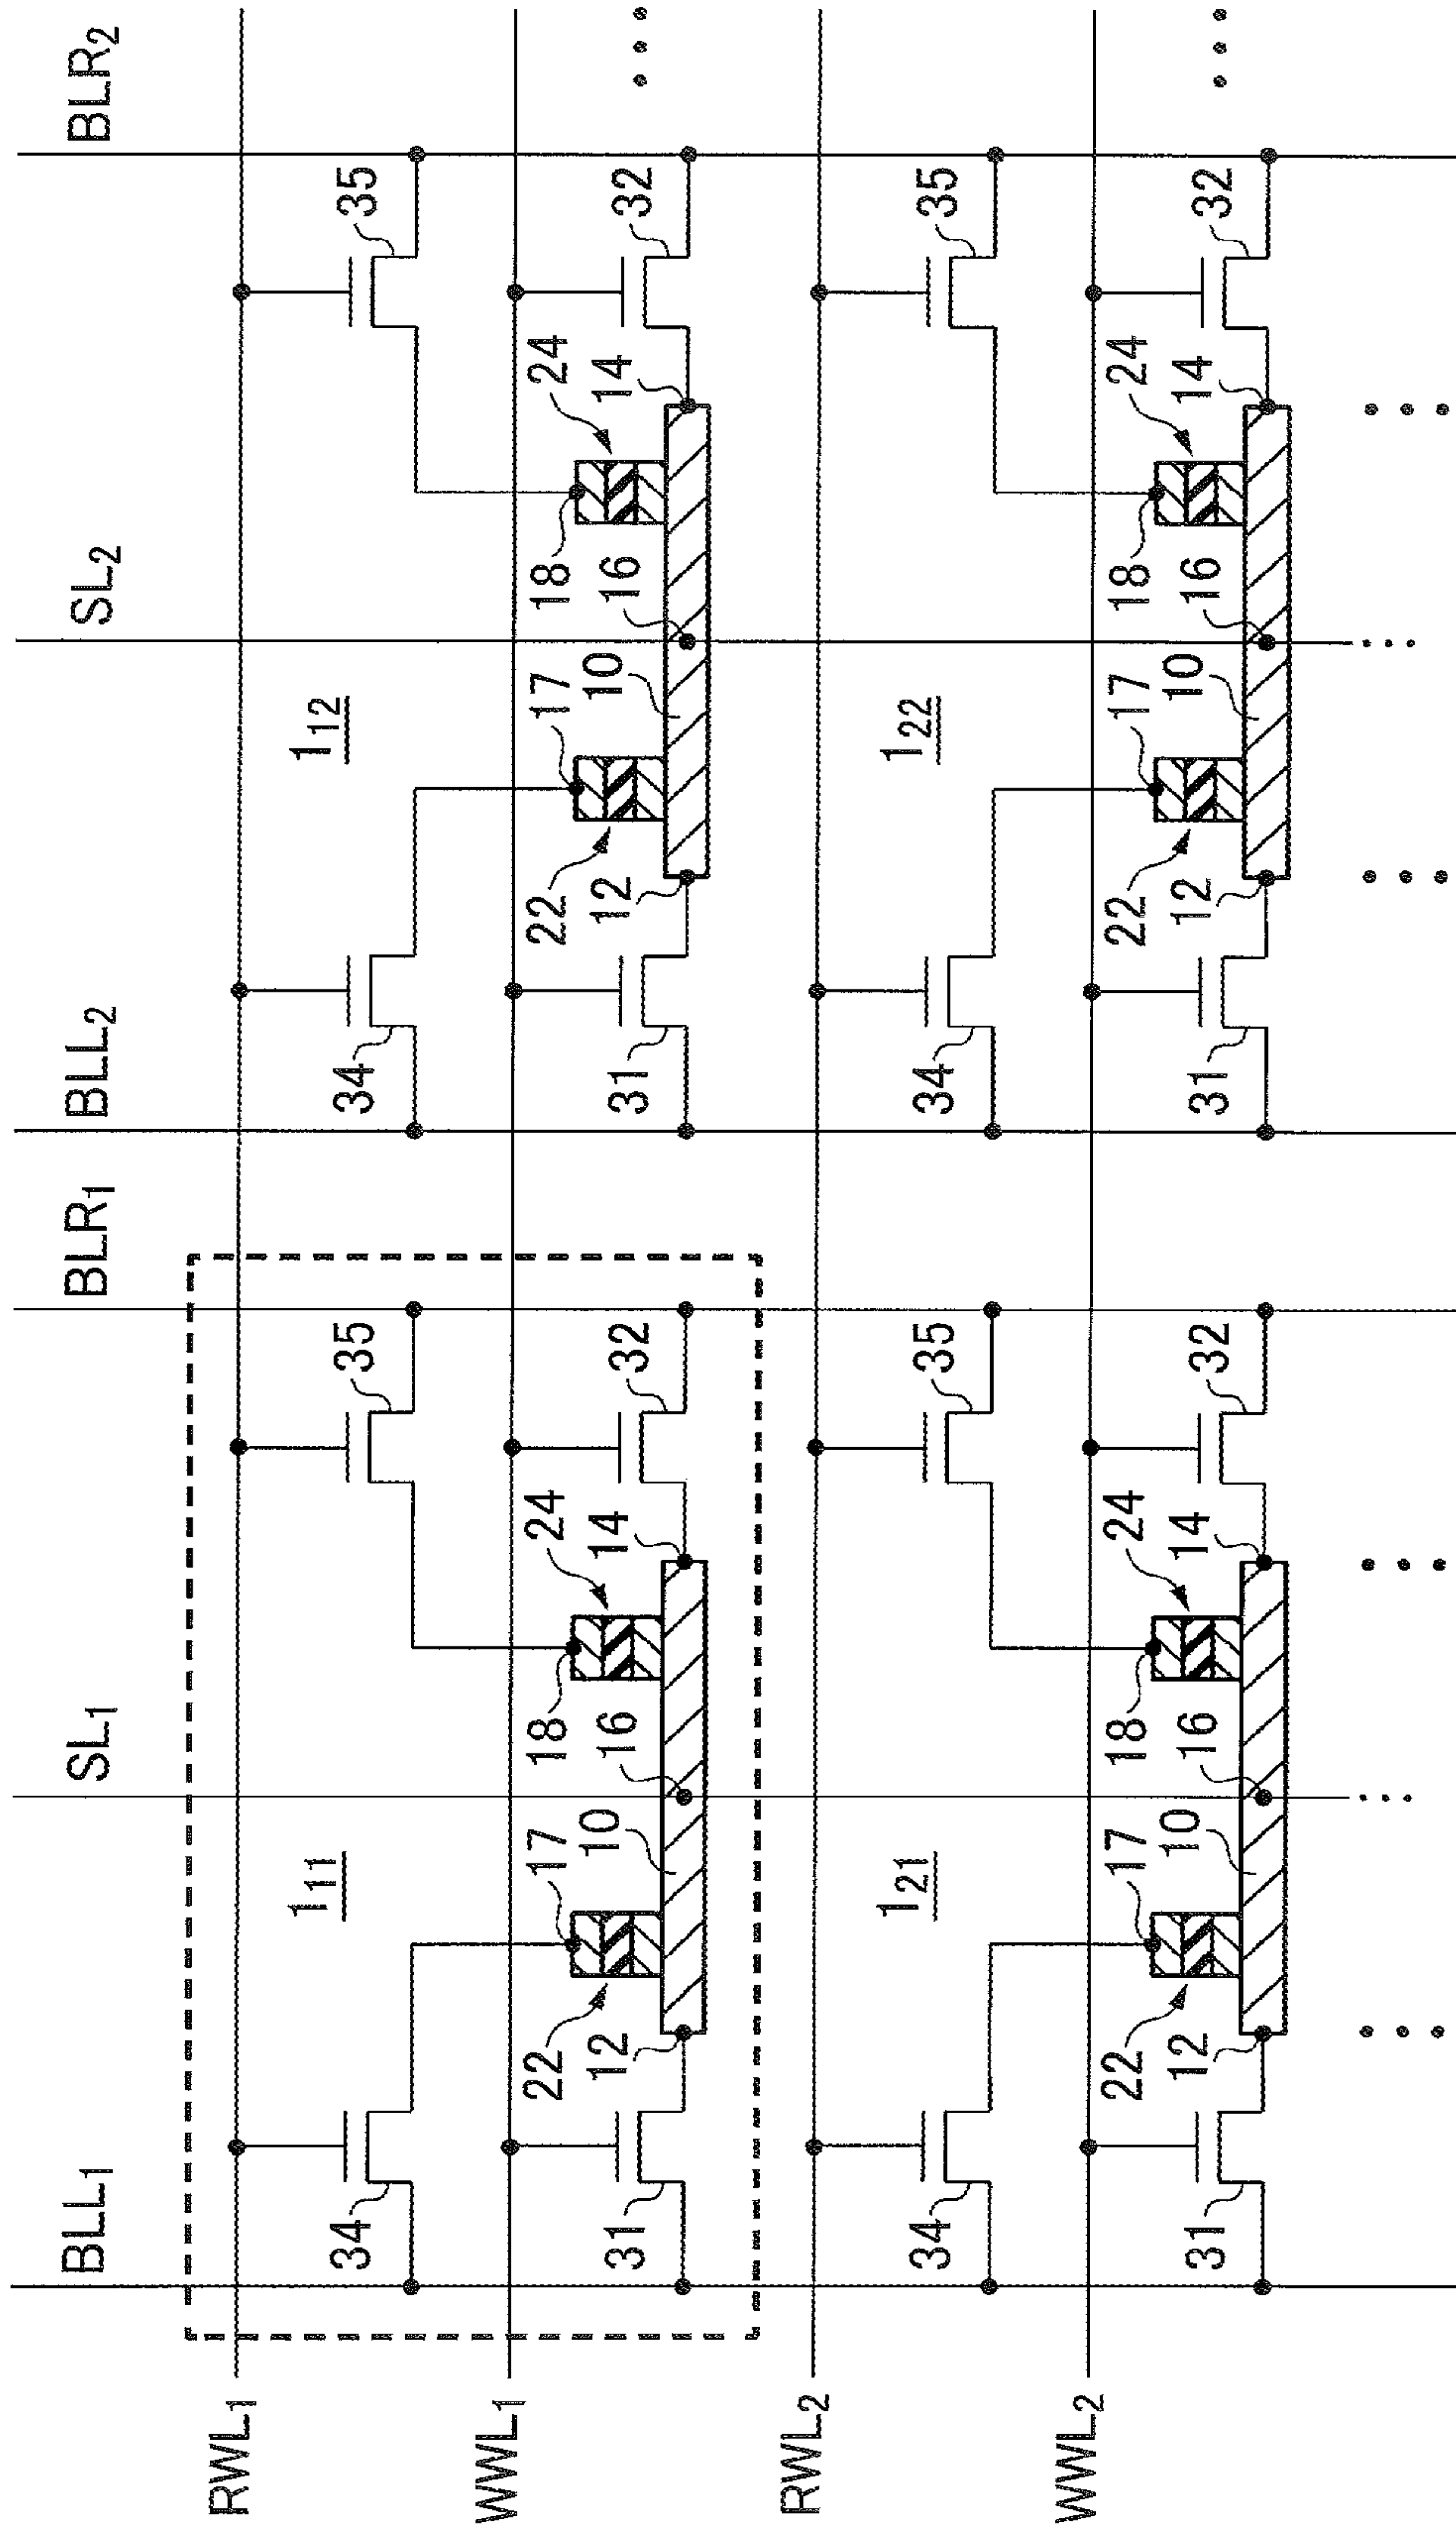 BLL₁ SL₁ BLR₁ BLL₂ SL₂ BLR₂
RWL₁
1₁₁ 1₁₂
34 35 34 35
WWL₁
22 17 18 24 22 17 18 24
31 12 10 16 14 32 31 12 10 16 14 32
RWL₂
1₂₁ 1₂₂
34 35 34 35
WWL₂
22 17 18 24 22 17 18 24
31 12 10 16 14 32 31 12 10 16 14 32